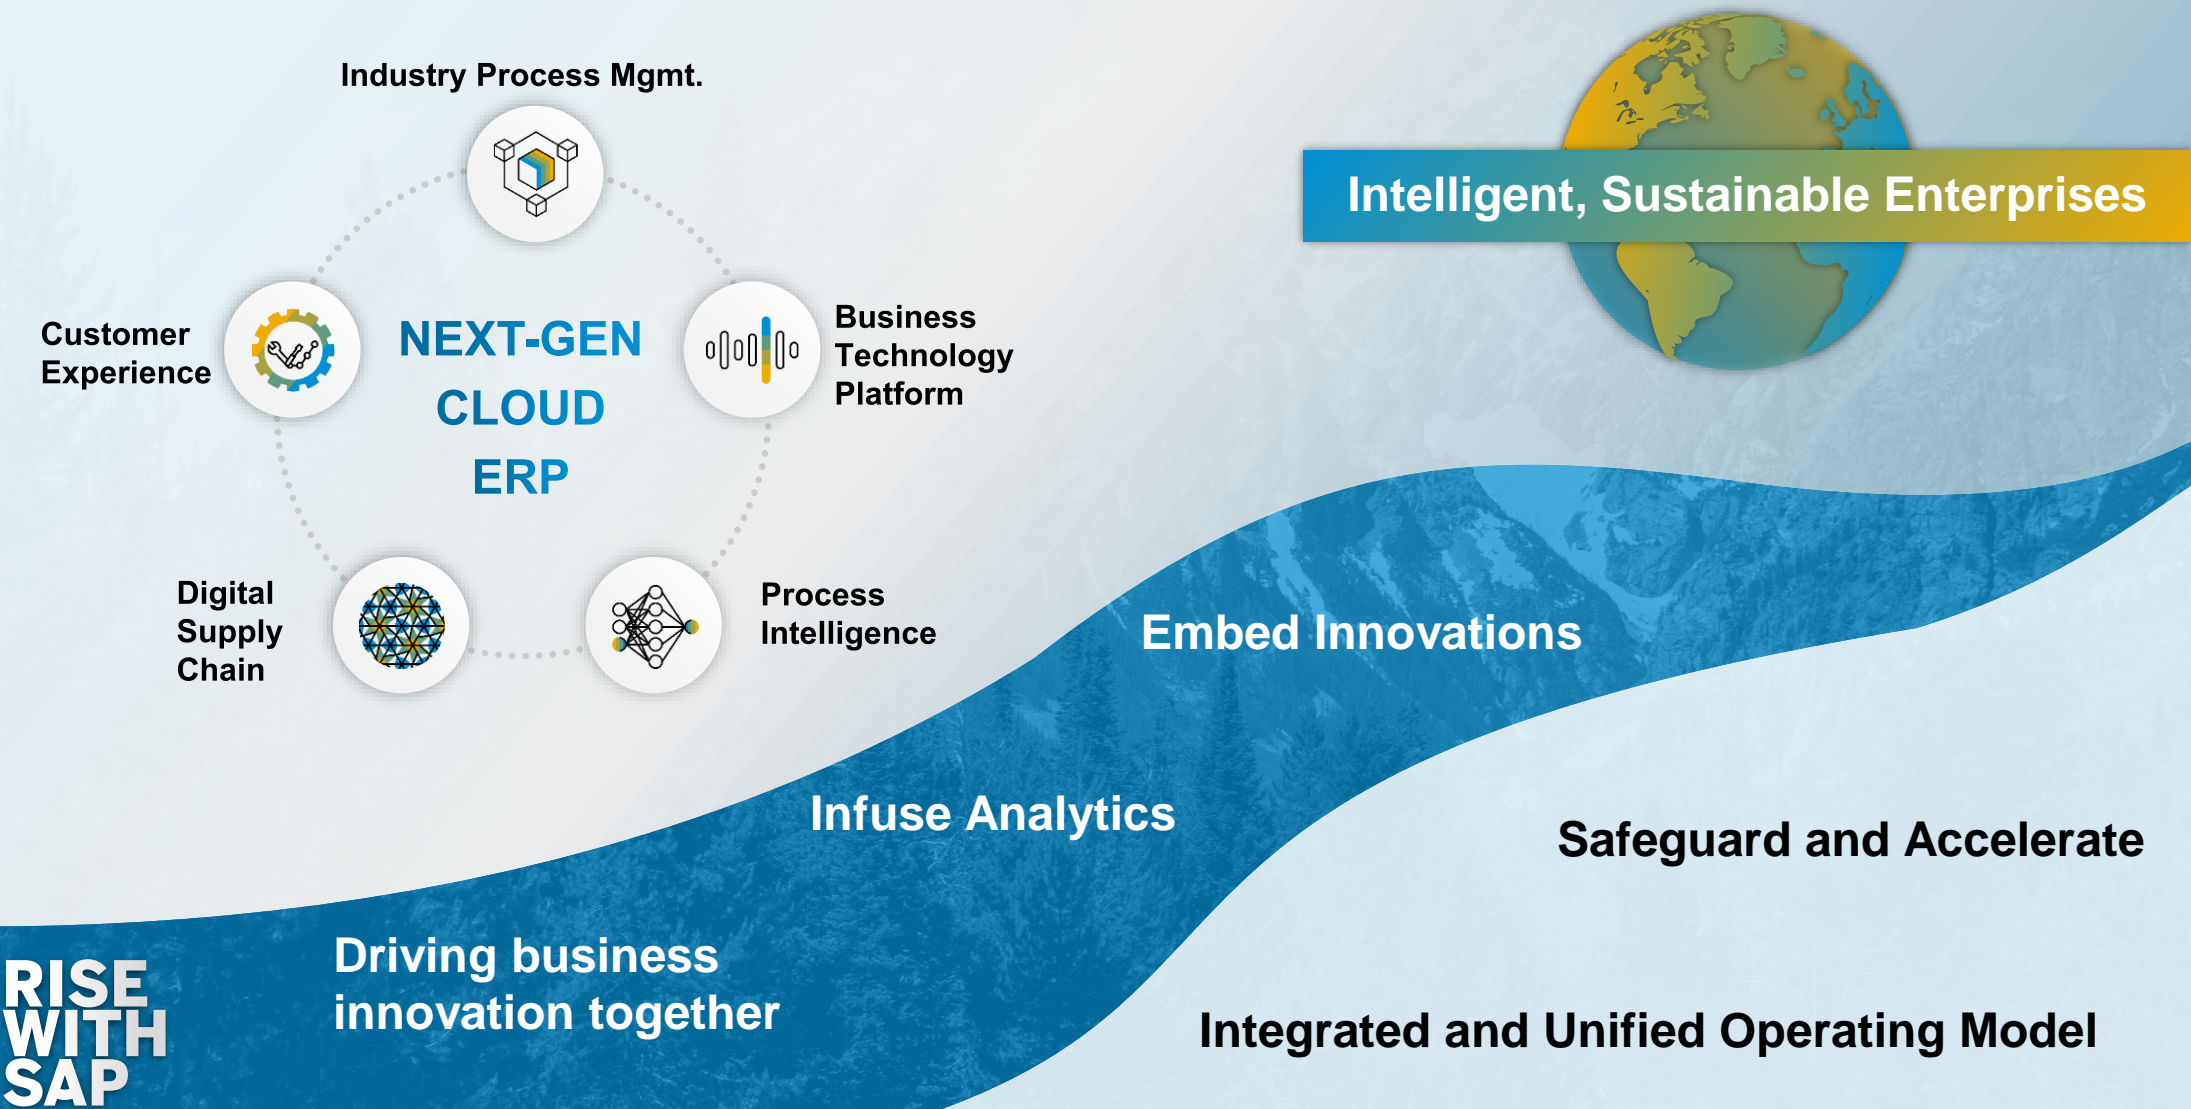 Industry Process Mgmt.
Customer
Experience
NEXT-GEN
CLOUD
ERP
Business
Technology
Platform
Digital
Supply
Chain
Process
Intelligence
Intelligent, Sustainable Enterprises
Embed Innovations
Infuse Analytics
Driving business
innovation together
Safeguard and Accelerate
Integrated and Unified Operating Model
RISE
WITH
SAP